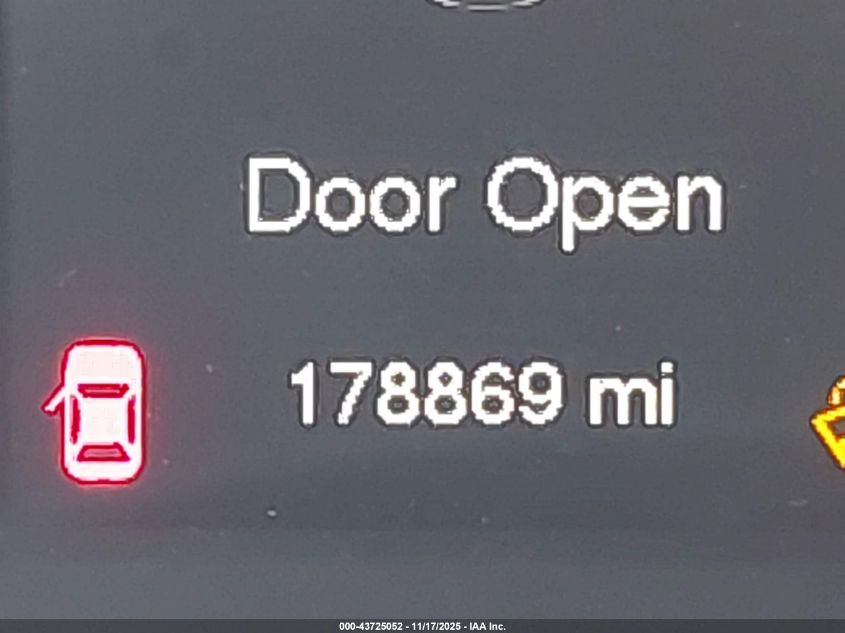 Door Open
178869 mi
000-43725052 - 11/17/2025 - IAA Inc.